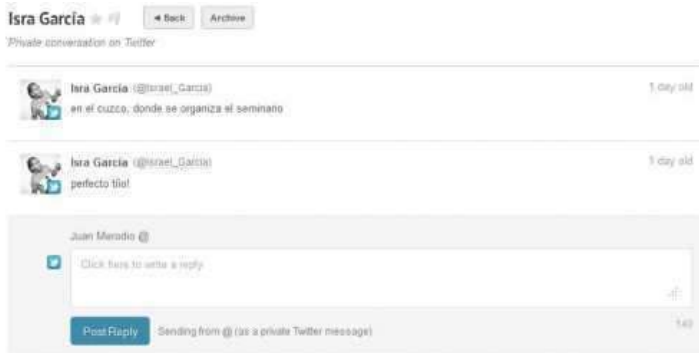 Isra García
◄ Back
Archive
Private conversation on Twitter
Isra García (@Israel_Garcia)
1 day old
en el cuzco, donde se organiza el seminario
Isra García (@Israel_Garcia)
1 day old
perfecto tiio!
Juan Merodio @
Click here to write a reply
140
Post Reply
Sending from @ (as a private Twitter message)